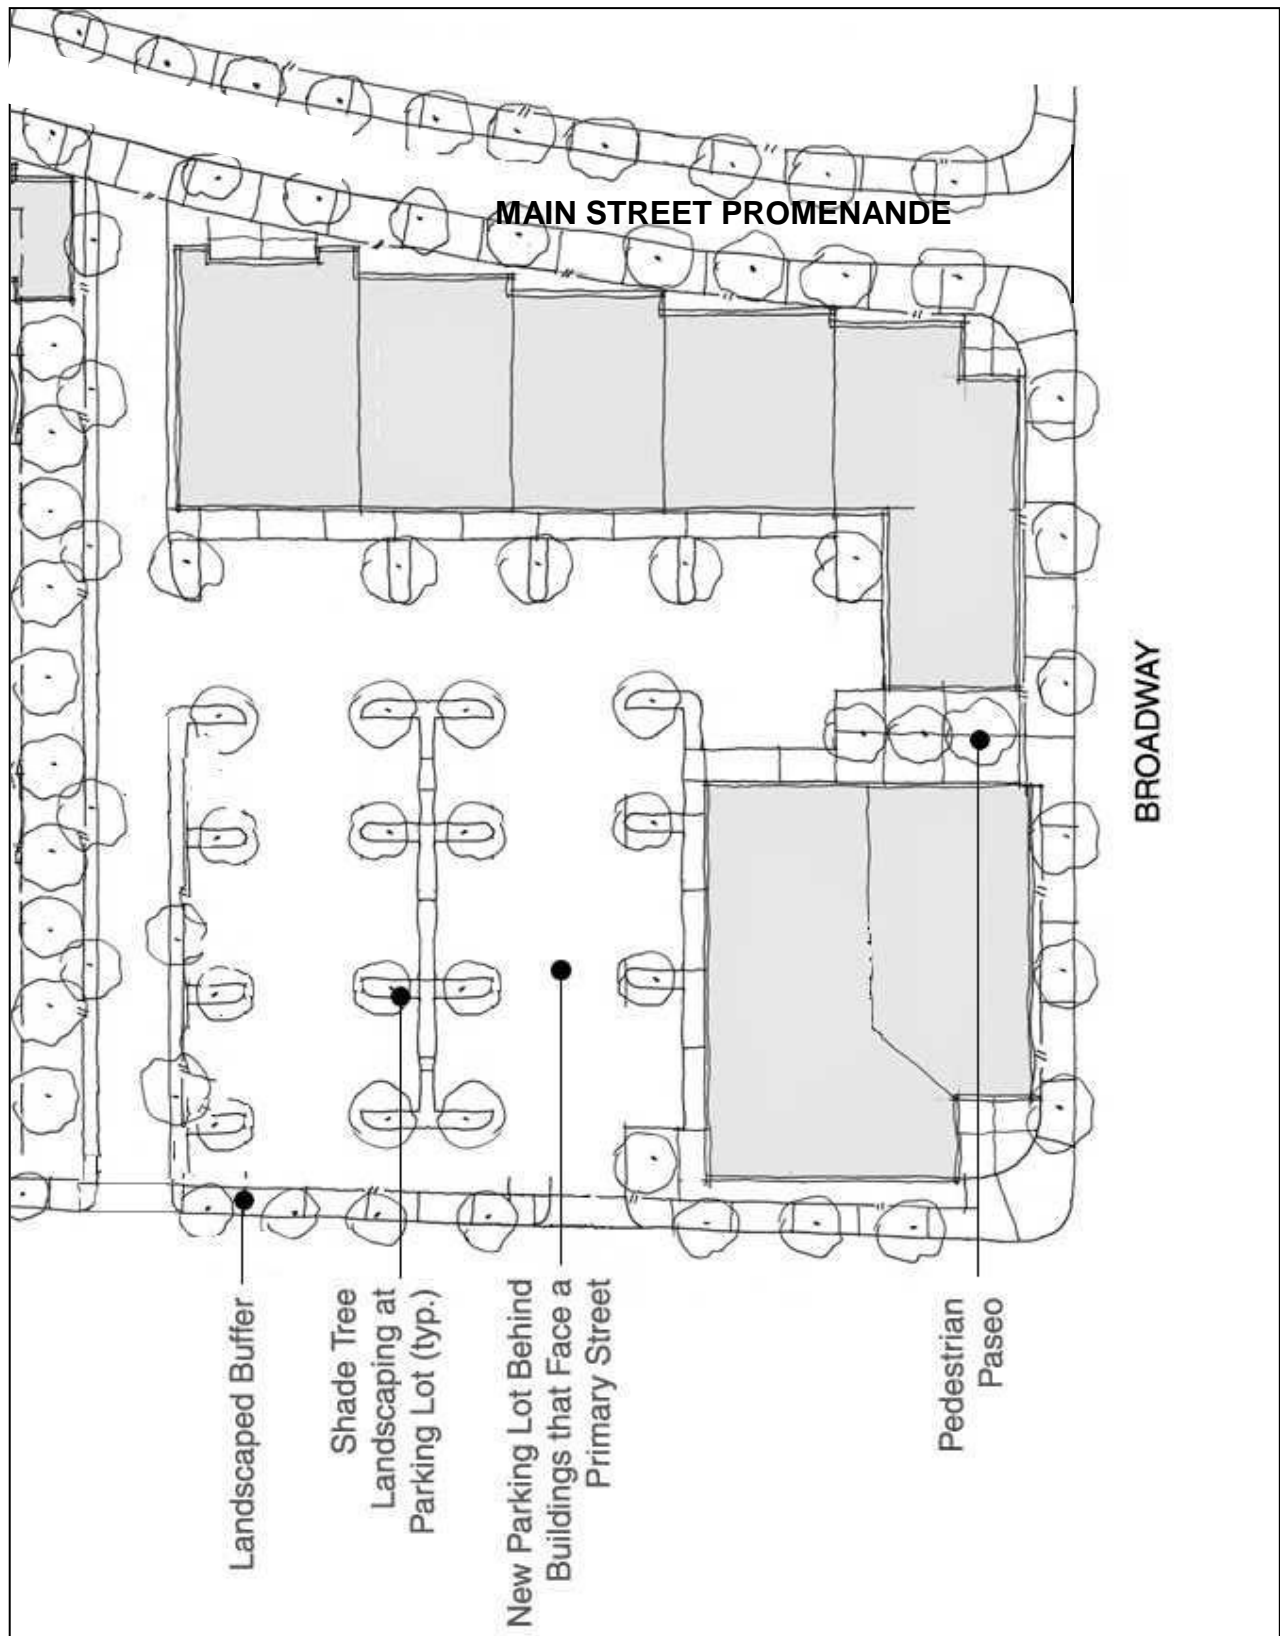 MAIN STREET PROMENANDE
BROADWAY
Landscaped Buffer
Shade Tree
Landscaping at
Parking Lot (typ.)
New Parking Lot Behind
Buildings that Face a
Primary Street
Pedestrian
Paseo